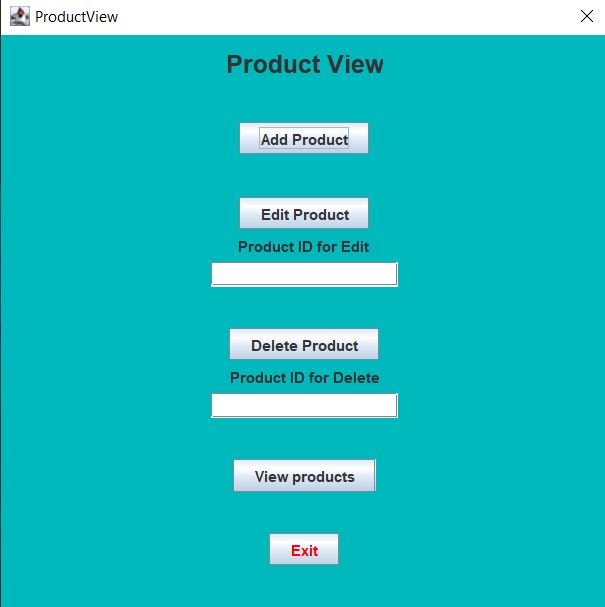 ProductView
Product View
Add Product
Edit Product
Product ID for Edit
Delete Product
Product ID for Delete
View products
Exit